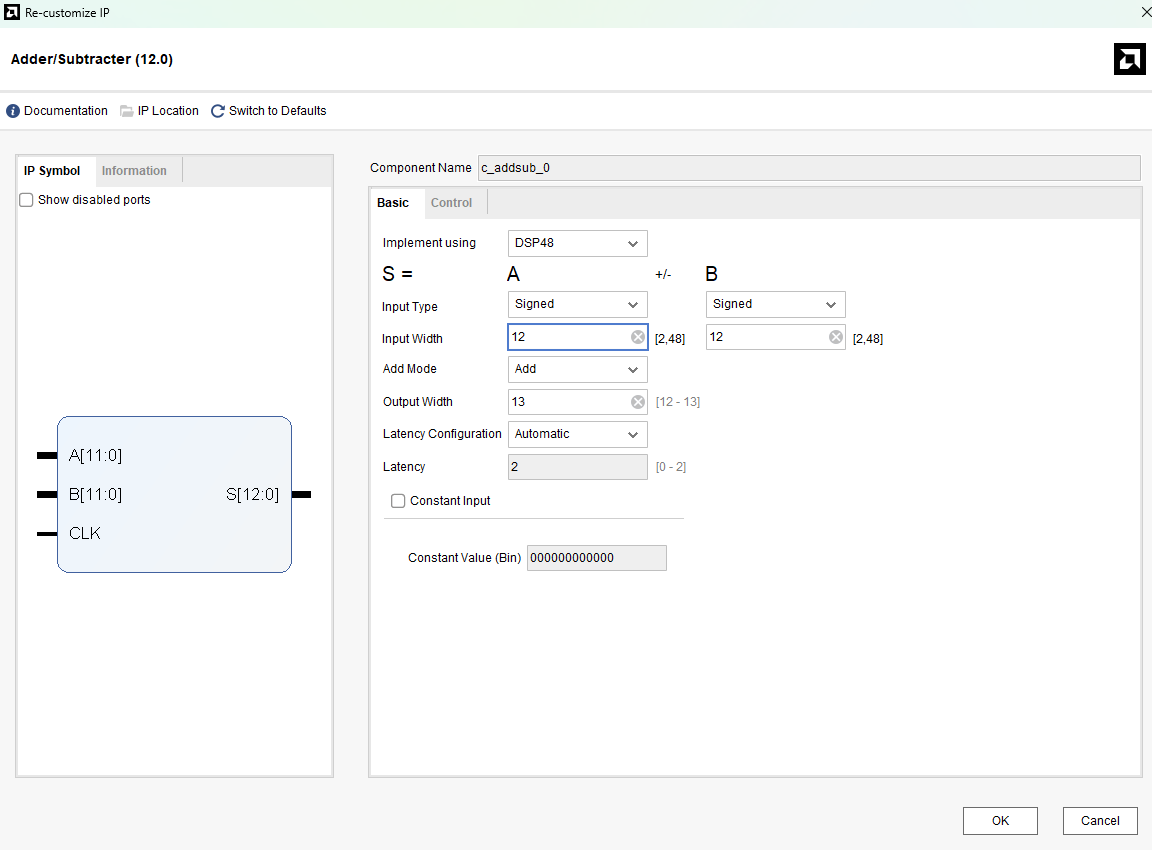 Re-customize IP
Adder/Subtracter (12.0)
Documentation IP Location Switch to Defaults
IP Symbol Information
Show disabled ports
A[11:0]
B[11:0] S[12:0]
CLK
Component Name c_addsub_0
Basic Control
Implement using DSP48
S = A +/- B
Input Type Signed Signed
Input Width 12 [2,48] 12 [2,48]
Add Mode Add
Output Width 13 [12 - 13]
Latency Configuration Automatic
Latency 2 [0 - 2]
Constant Input
Constant Value (Bin) 000000000000
OK Cancel